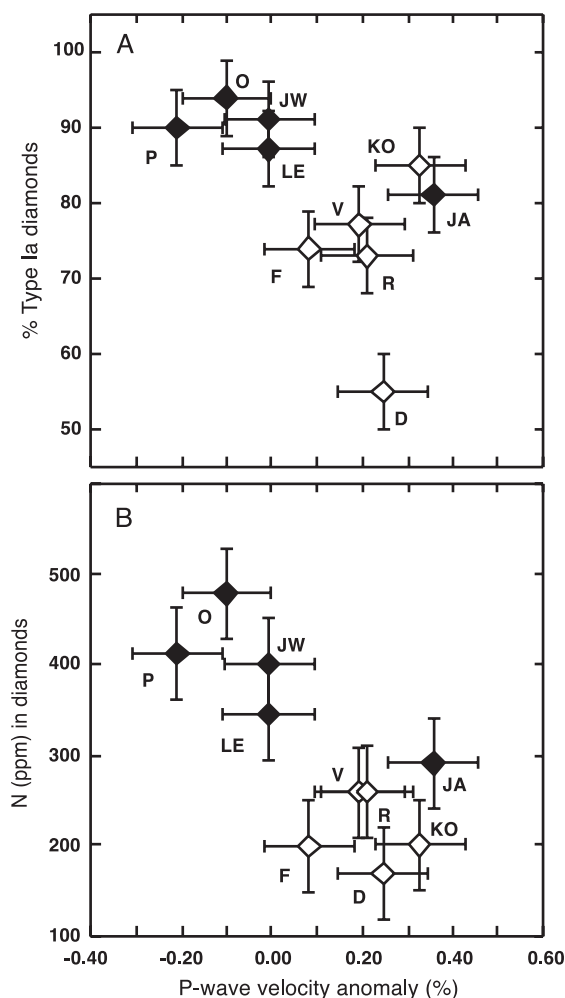 A
% Type Ia diamonds
100
90
80
70
60
50
O
JW
P
LE
KO
JA
V
F
R
D
B
N (ppm) in diamonds
500
400
300
200
100
O
JW
P
LE
V
JA
R
KO
F
D
-0.40 -0.20 0.00 0.20 0.40 0.60
P-wave velocity anomaly (%)